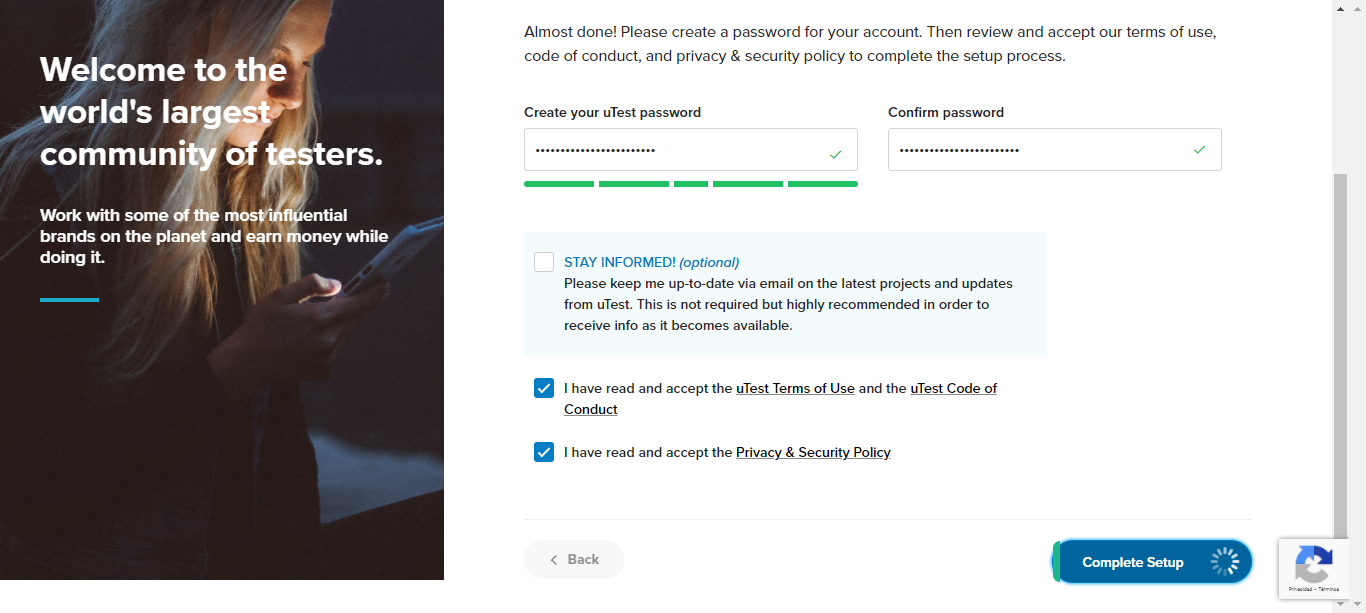 Welcome to the
world's largest
community of testers.
Work with some of the most influential
brands on the planet and earn money while
doing it.
Almost done! Please create a password for your account. Then review and accept our terms of use,
code of conduct, and privacy & security policy to complete the setup process.
Create your uTest password
Confirm password
STAY INFORMED! (optional)
Please keep me up-to-date via email on the latest projects and updates
from uTest. This is not required but highly recommended in order to
receive info as it becomes available.
I have read and accept the uTest Terms of Use and the uTest Code of
Conduct
I have read and accept the Privacy & Security Policy
Back
Complete Setup
Privacidad - Términos